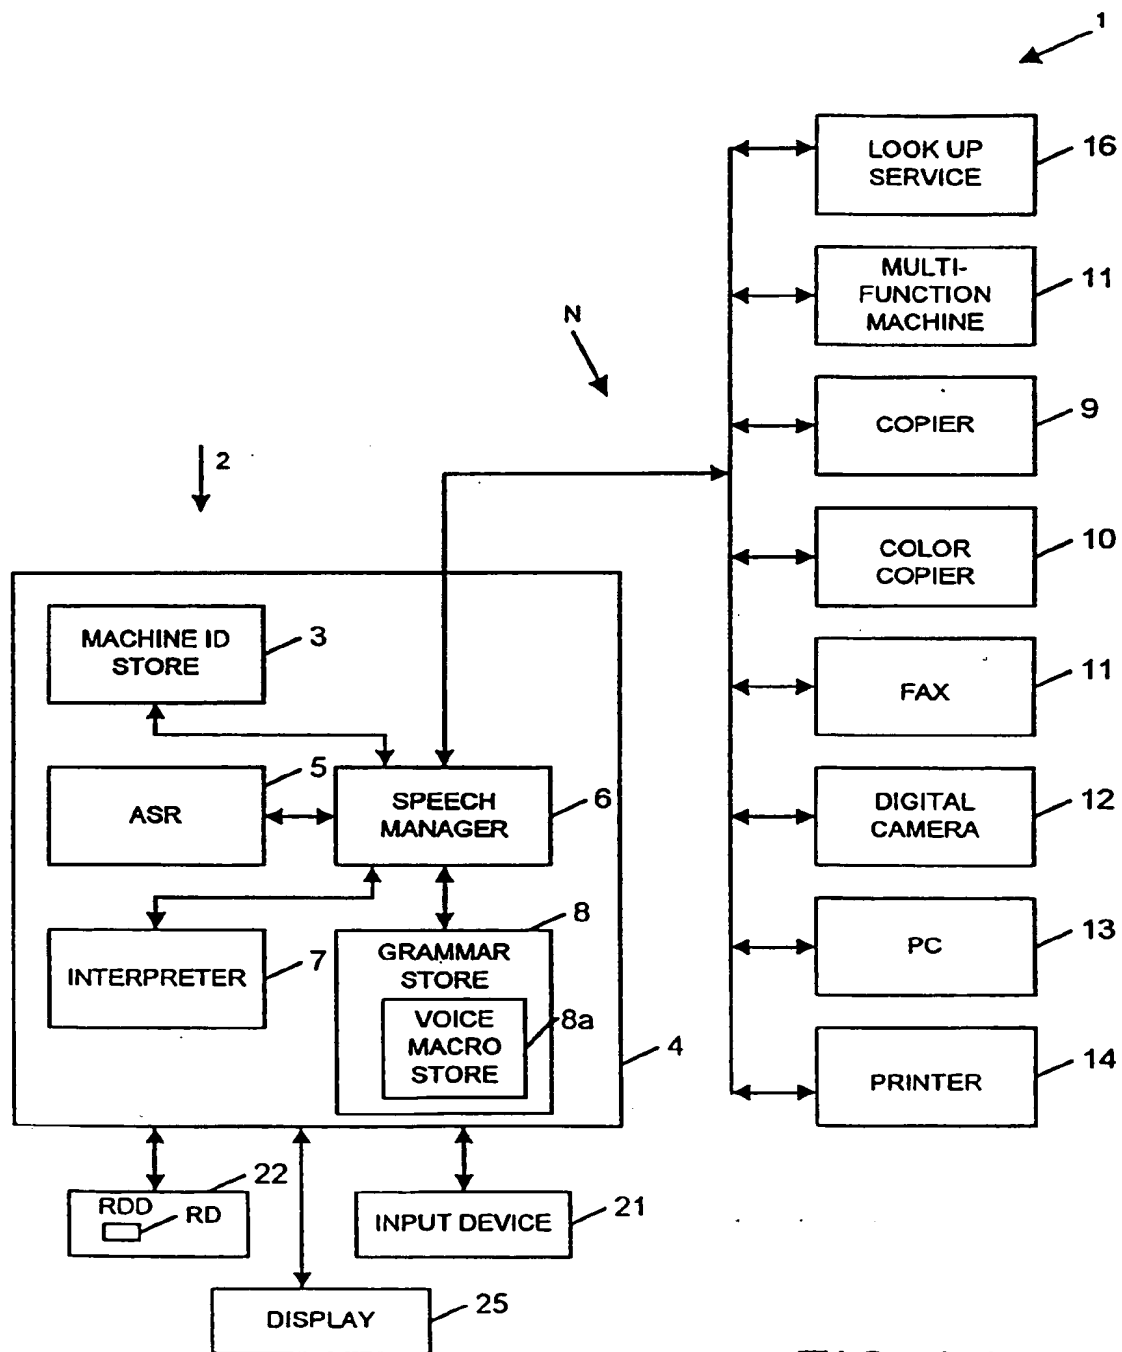 1
LOOK UP
SERVICE
16
MULTI-
FUNCTION
MACHINE
11
N
COPIER
9
2
COLOR
COPIER
10
MACHINE ID
STORE
3
FAX
11
5
ASR
SPEECH
MANAGER
6
DIGITAL
CAMERA
12
INTERPRETER
7
8
GRAMMAR
STORE
VOICE
MACRO
STORE
8a
4
PC
13
PRINTER
14
22
RDD
RD
INPUT DEVICE
21
DISPLAY
25